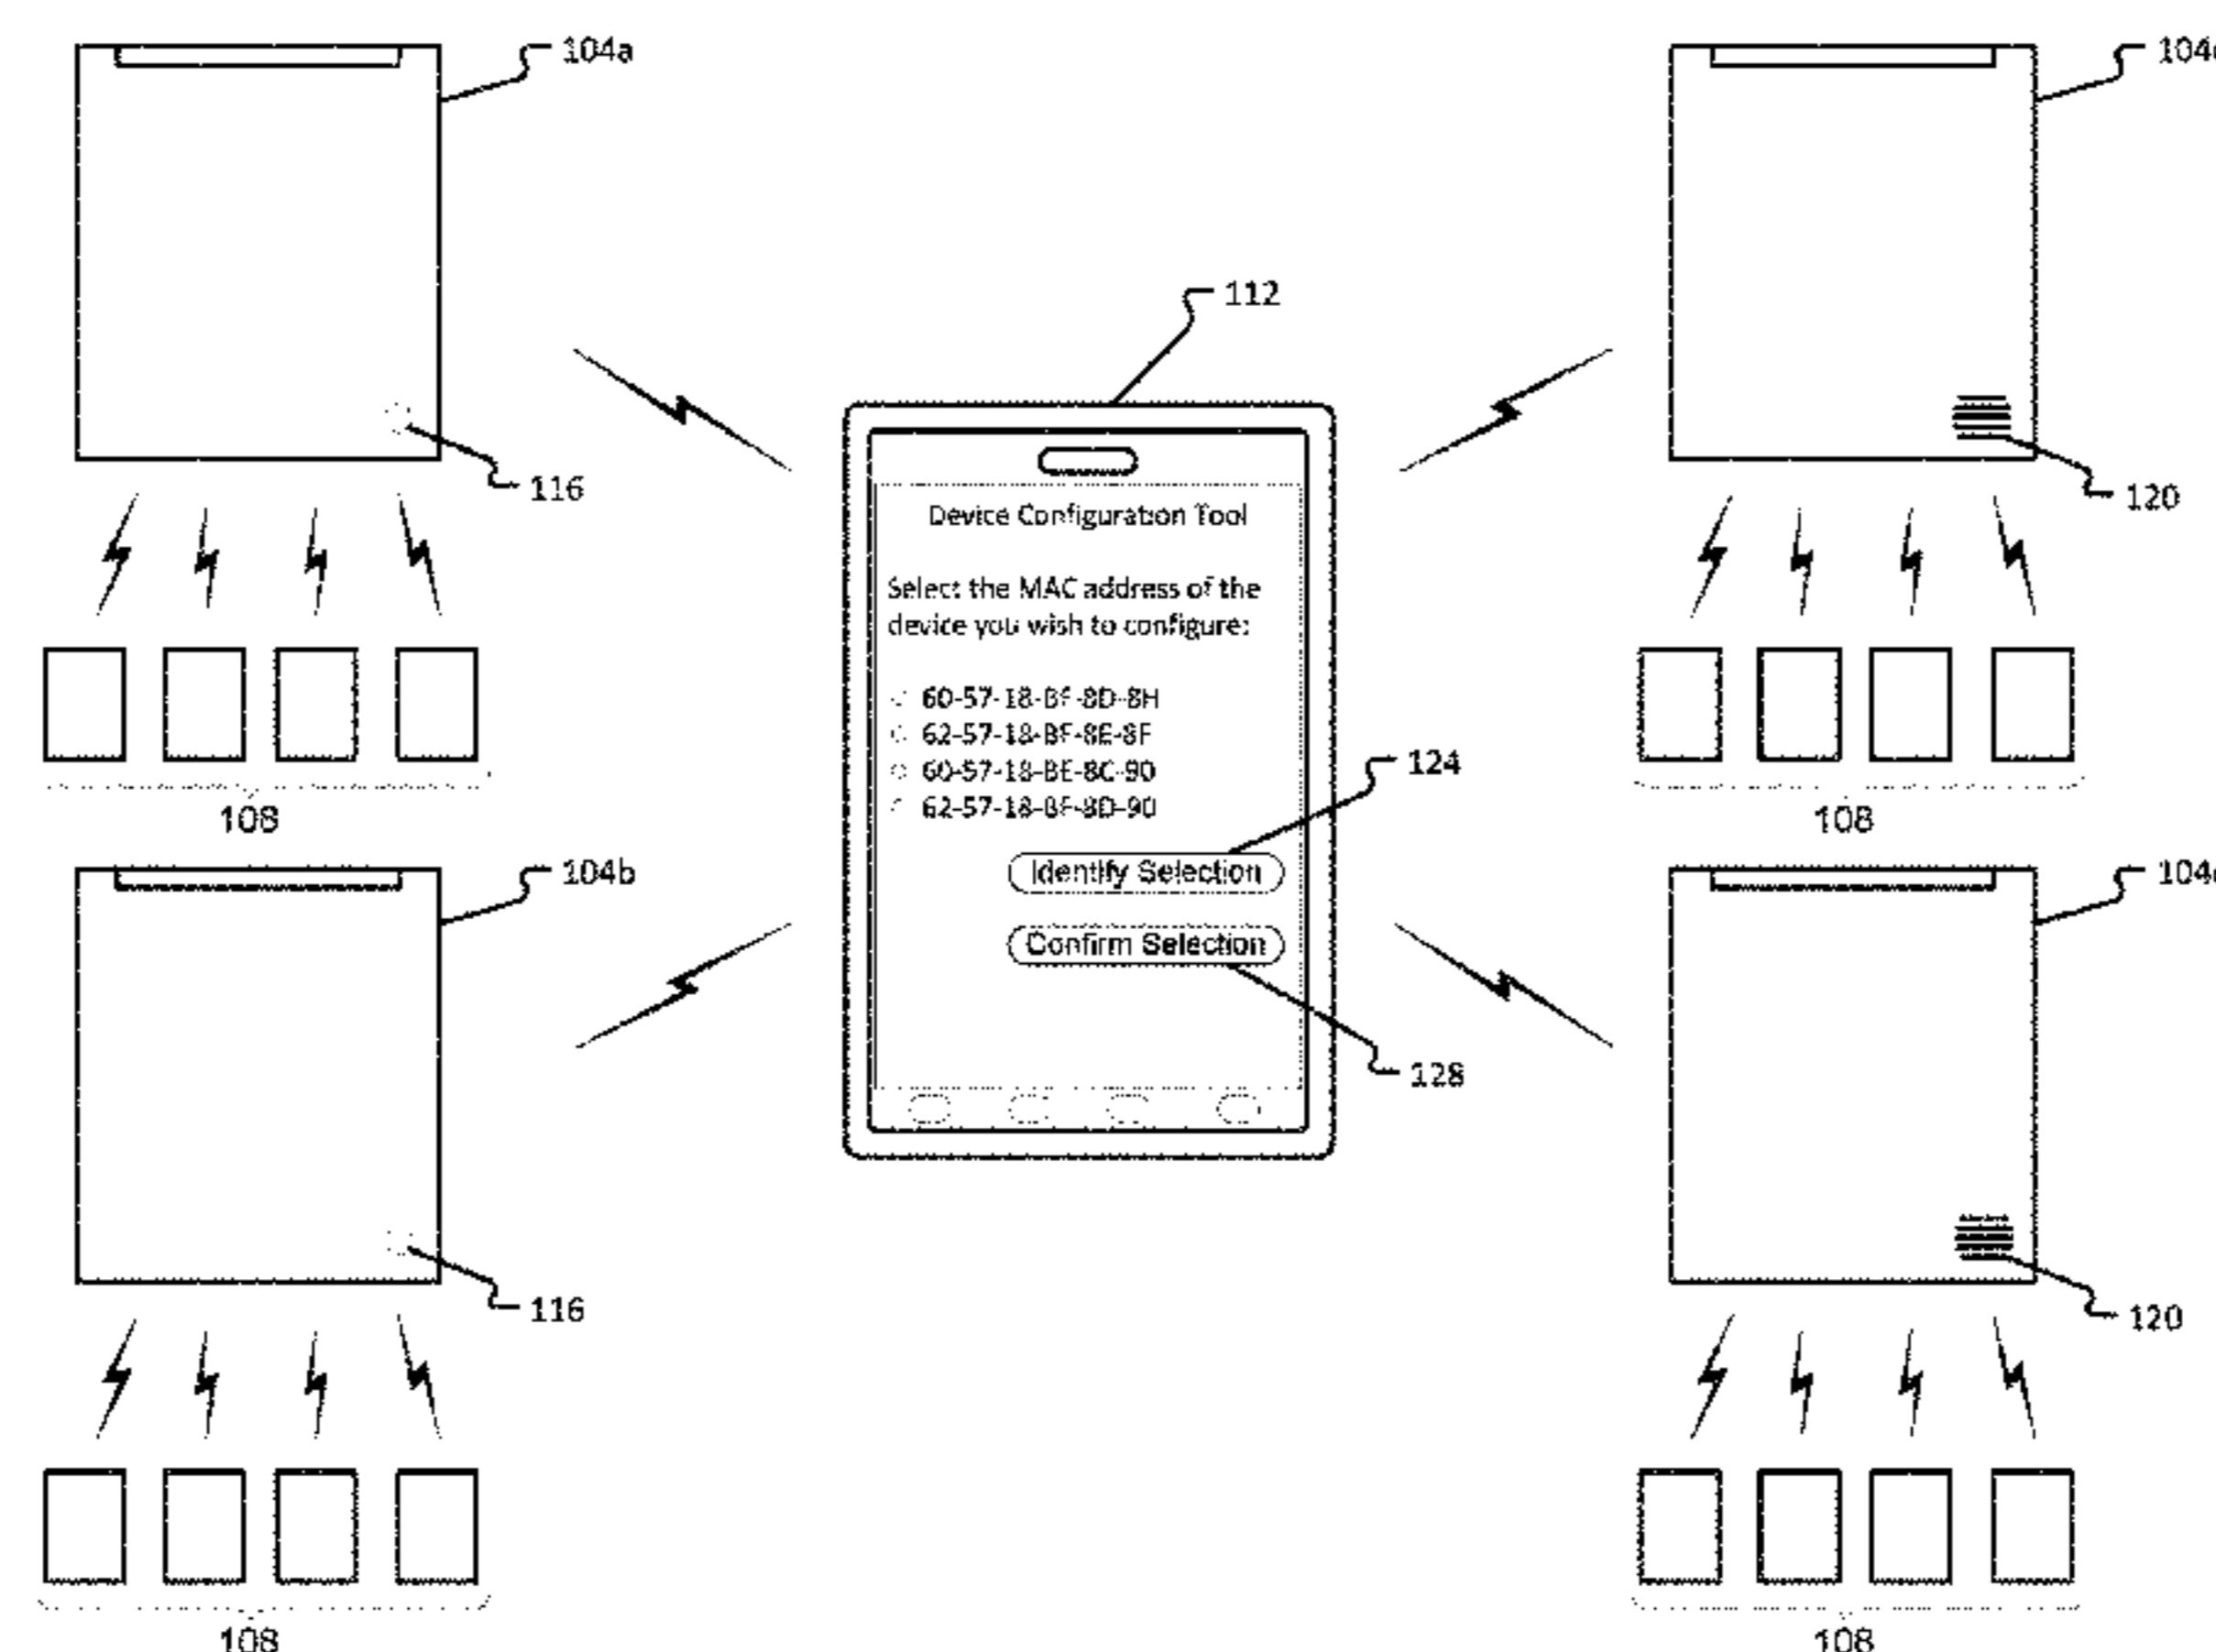 104a
104
112
116
120
Device Configuration Tool
Select the MAC address of the
device you wish to configure:
60-57-18-BF-8D-8H
62-57-18-BF-8E-8F
60-57-18-BE-8C-90
62-57-18-BF-8D-90
124
108
108
Identify Selection
104b
104
Confirm Selection
128
116
120
108
108